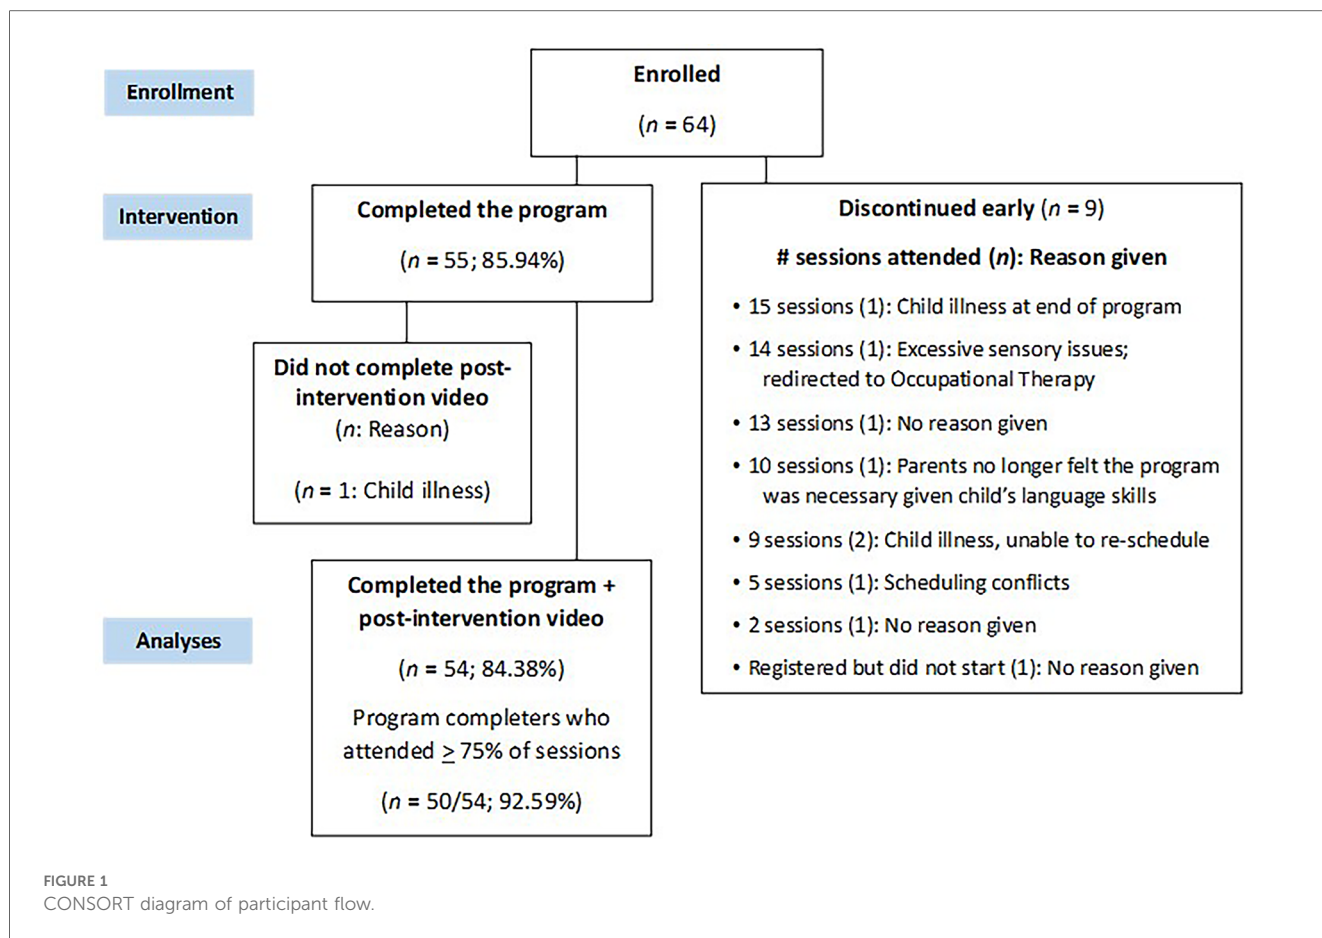 Enrollment
Enrolled
(n = 64)
Intervention
Completed the program
(n = 55; 85.94%)
Discontinued early (n = 9)
# sessions attended (n): Reason given
• 15 sessions (1): Child illness at end of program
• 14 sessions (1): Excessive sensory issues;
redirected to Occupational Therapy
• 13 sessions (1): No reason given
• 10 sessions (1): Parents no longer felt the program
was necessary given child's language skills
• 9 sessions (2): Child illness, unable to re-schedule
• 5 sessions (1): Scheduling conflicts
• 2 sessions (1): No reason given
• Registered but did not start (1): No reason given
Did not complete post-
intervention video
(n: Reason)
(n = 1: Child illness)
Analyses
Completed the program +
post-intervention video
(n = 54; 84.38%)
Program completers who
attended ≥ 75% of sessions
(n = 50/54; 92.59%)
FIGURE 1
CONSORT diagram of participant flow.